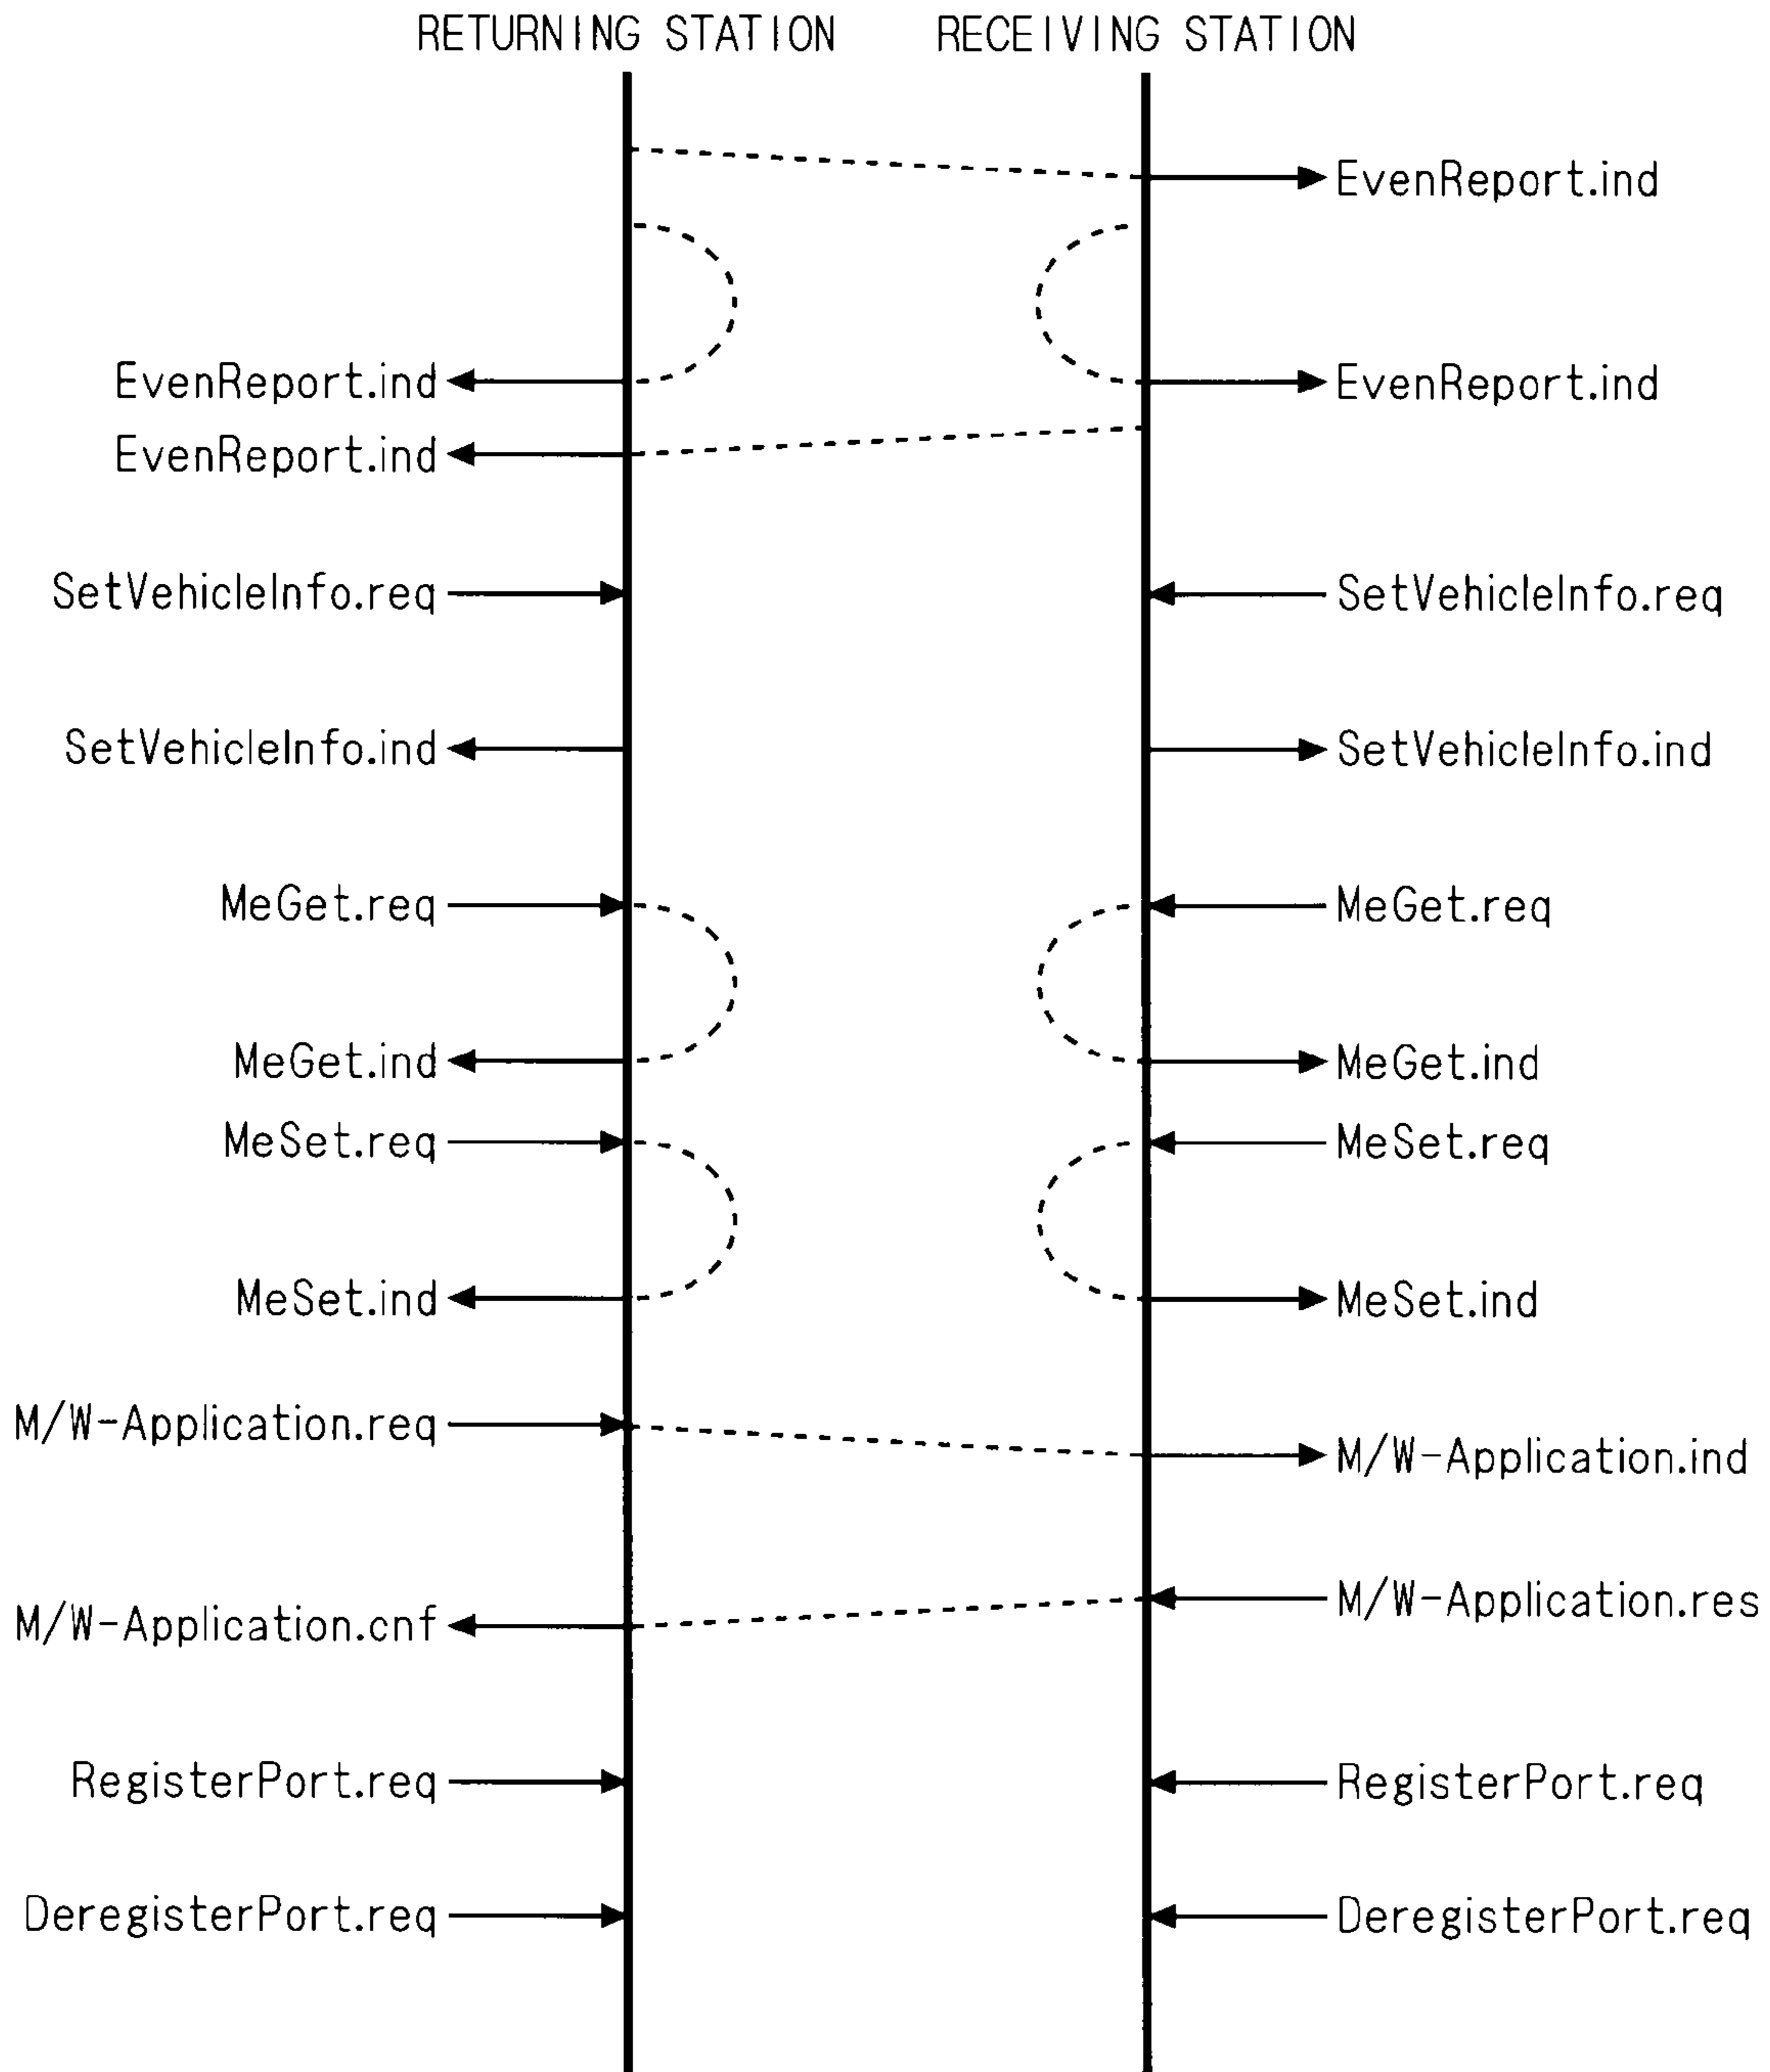 RETURNING STATION RECEIVING STATION
EvenReport.ind
EvenReport.ind EvenReport.ind
EvenReport.ind
SetVehicleInfo.req SetVehicleInfo.req
SetVehicleInfo.ind SetVehicleInfo.ind
MeGet.req MeGet.req
MeGet.ind MeGet.ind
MeSet.req MeSet.req
MeSet.ind MeSet.ind
M/W-Application.req
M/W-Application.ind
M/W-Application.res
M/W-Application.cnf
RegisterPort.req RegisterPort.req
DeregisterPort.req DeregisterPort.req